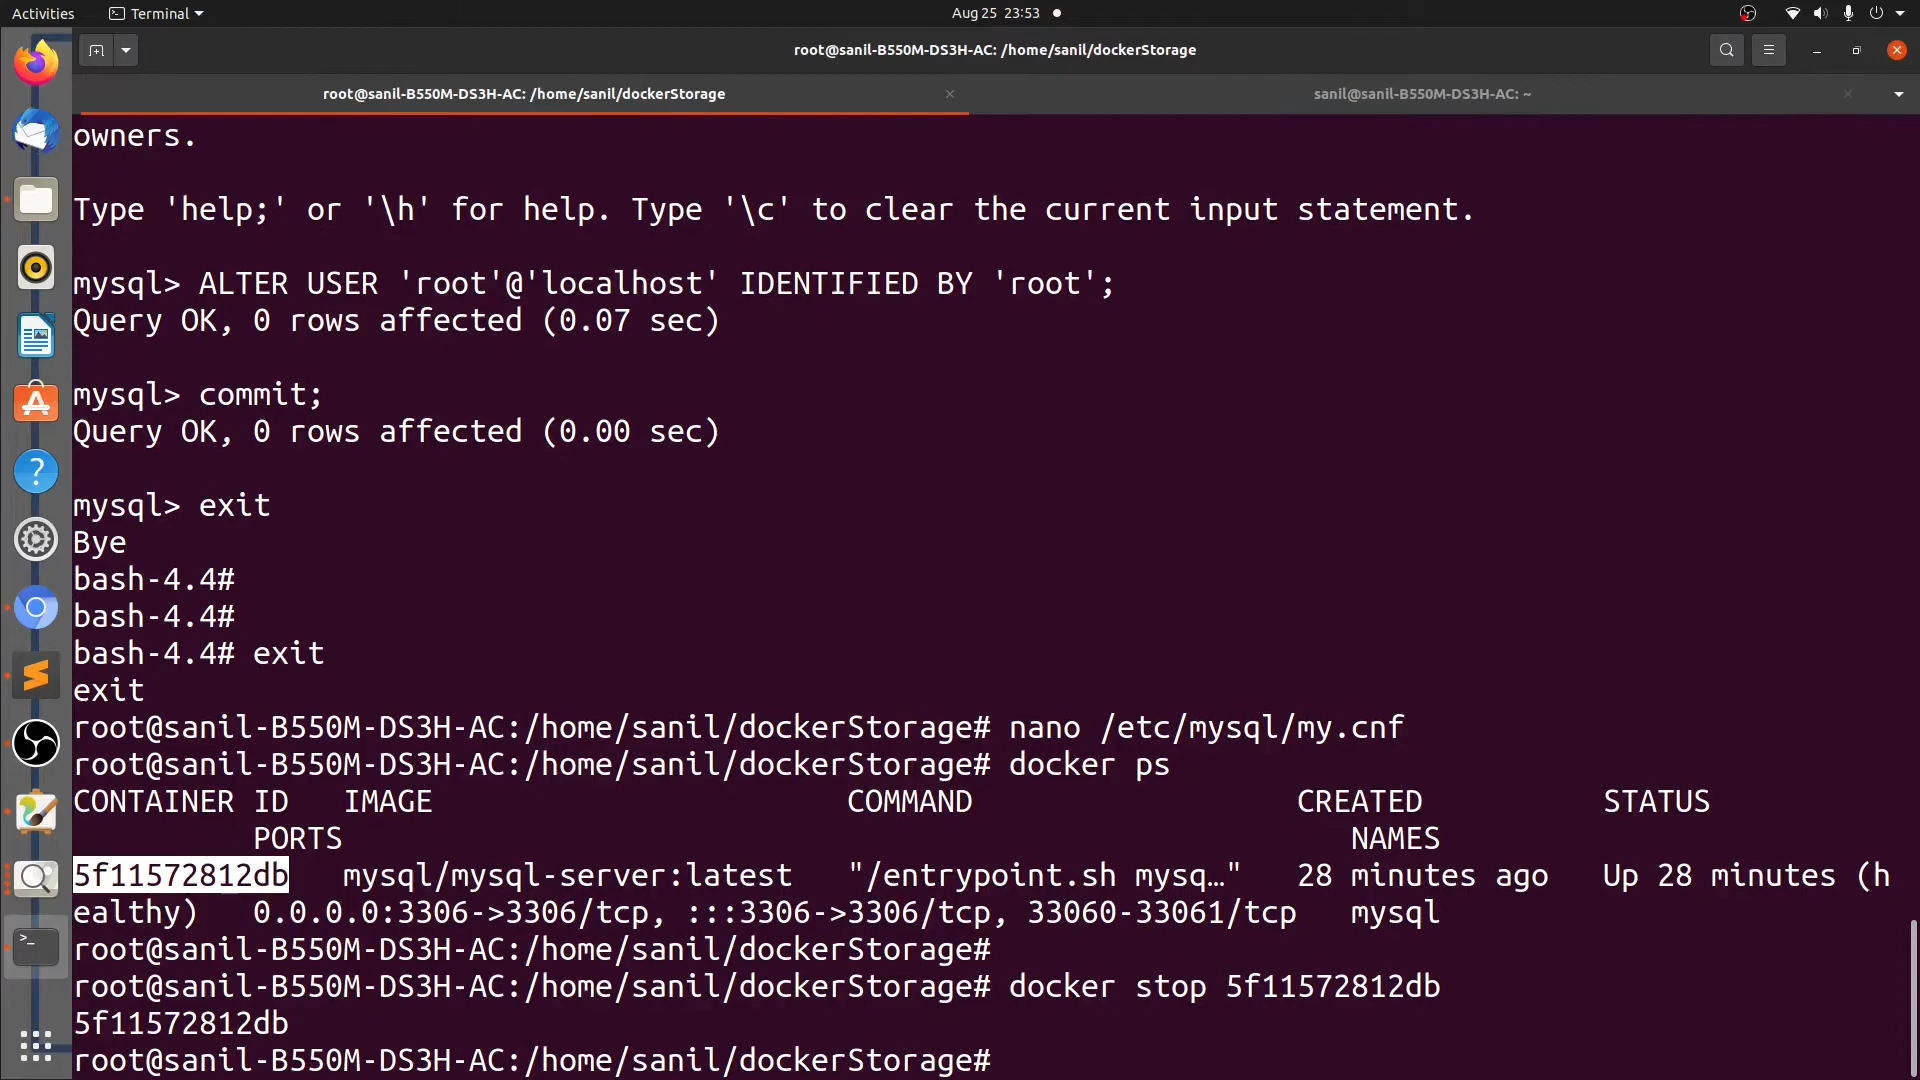 Activities
Terminal
Aug 25 23:53
root@sanil-B550M-DS3H-AC: /home/sanil/dockerStorage
root@sanil-B550M-DS3H-AC: /home/sanil/dockerStorage
sanil@sanil-B550M-DS3H-AC: ~
owners.
Type 'help;' or '\h' for help. Type '\c' to clear the current input statement.
mysql> ALTER USER 'root'@'localhost' IDENTIFIED BY 'root';
Query OK, 0 rows affected (0.07 sec)
mysql> commit;
Query OK, 0 rows affected (0.00 sec)
mysql> exit
Bye
bash-4.4#
bash-4.4#
bash-4.4# exit
exit
root@sanil-B550M-DS3H-AC:/home/sanil/dockerStorage# nano /etc/mysql/my.cnf
root@sanil-B550M-DS3H-AC:/home/sanil/dockerStorage# docker ps
CONTAINER ID   IMAGE                       COMMAND                  CREATED          STATUS
          PORTS                                                        NAMES
5f11572812db   mysql/mysql-server:latest   "/entrypoint.sh mysq…"   28 minutes ago   Up 28 minutes (h
ealthy)   0.0.0.0:3306->3306/tcp, :::3306->3306/tcp, 33060-33061/tcp   mysql
root@sanil-B550M-DS3H-AC:/home/sanil/dockerStorage#
root@sanil-B550M-DS3H-AC:/home/sanil/dockerStorage# docker stop 5f11572812db
5f11572812db
root@sanil-B550M-DS3H-AC:/home/sanil/dockerStorage#